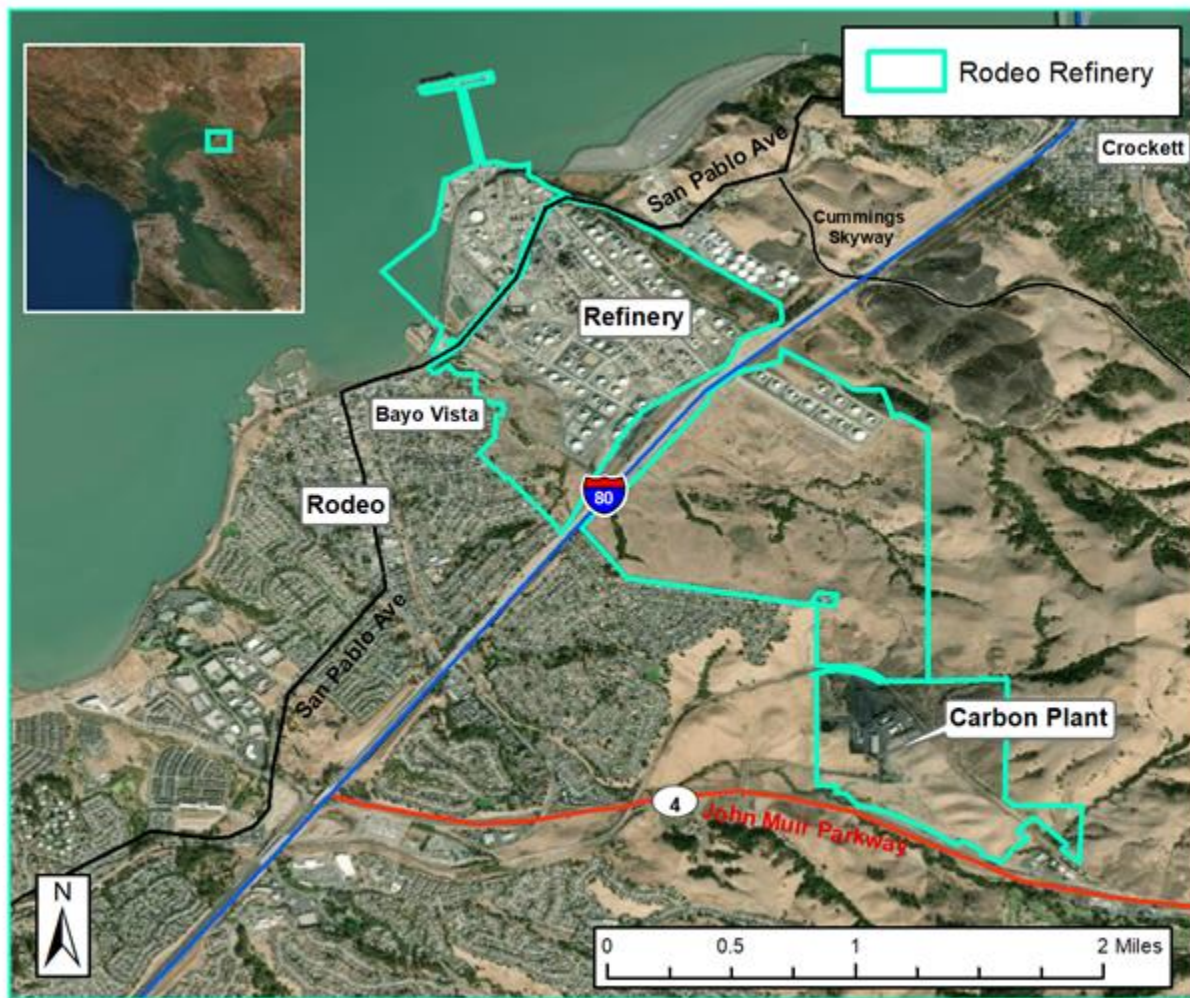 Rodeo Refinery
Crockett
San Pablo Ave
Cummings
Skyway
Refinery
Bayo Vista
80
Rodeo
San Pablo Ave
Carbon Plant
4
John Muir Parkway
N
0 0.5 1 2 Miles